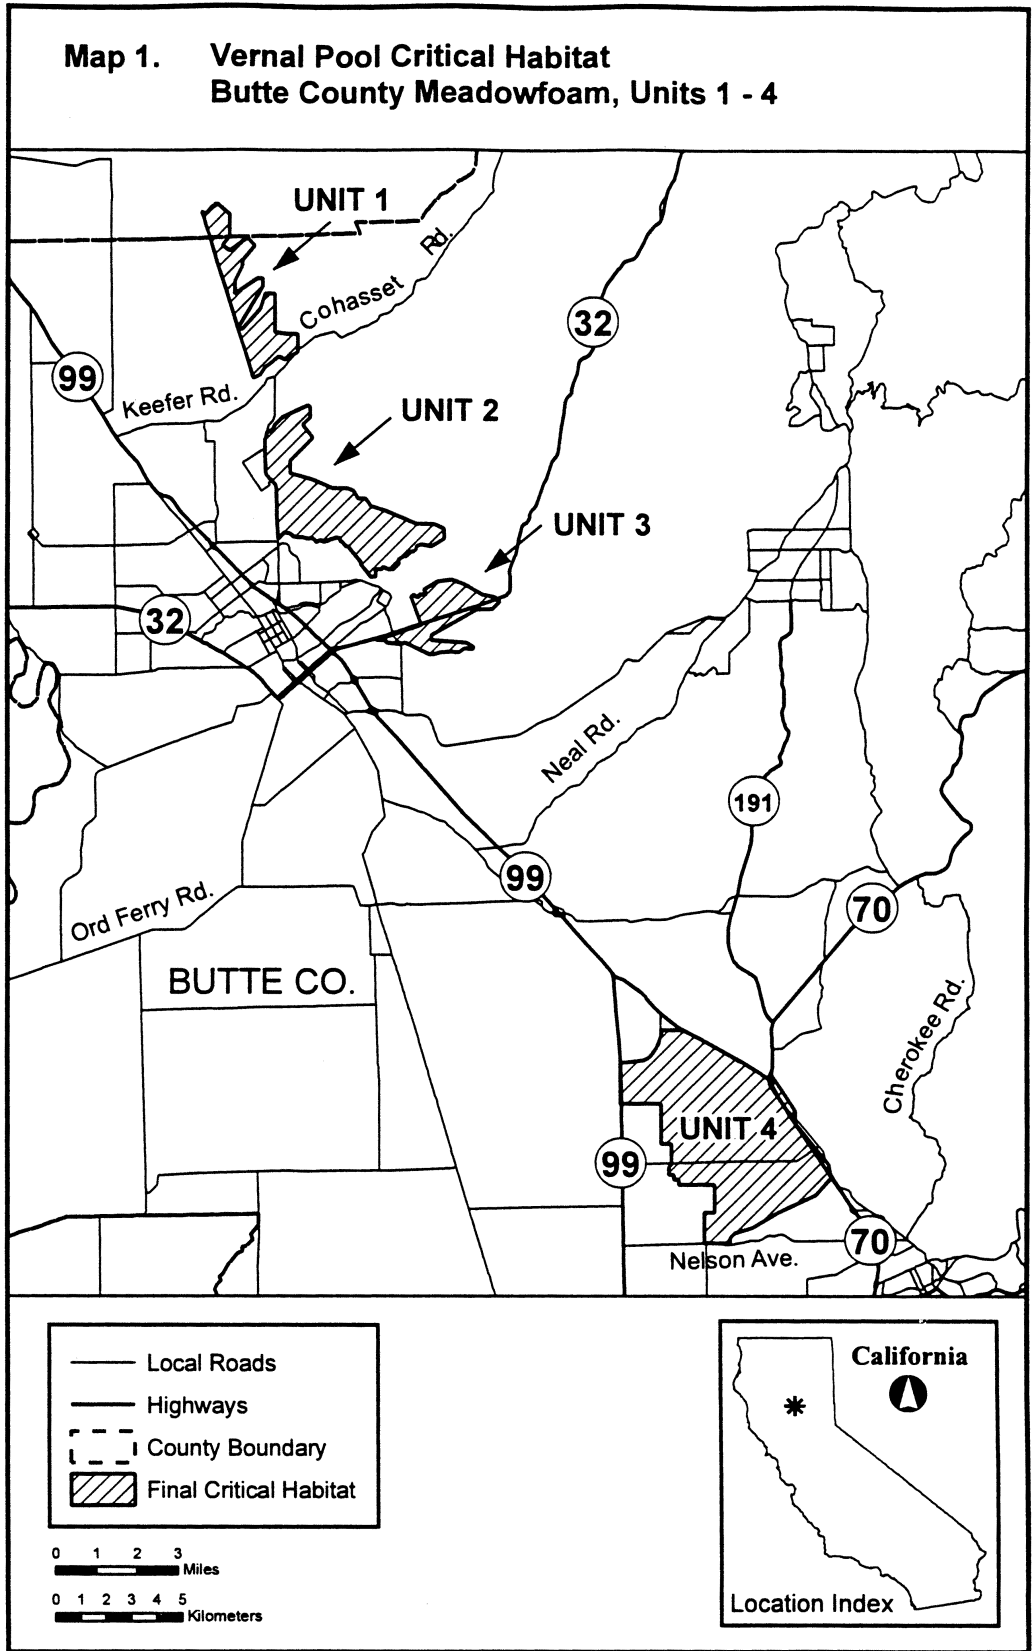 Map 1. Vernal Pool Critical Habitat
Butte County Meadowfoam, Units 1 - 4
UNIT 1
Cohasset Rd.
32
99
Keefer Rd.
UNIT 2
UNIT 3
32
Neal Rd.
191
99
70
Ord Ferry Rd.
BUTTE CO.
Cherokee Rd.
UNIT 4
99
70
Nelson Ave.
Local Roads
Highways
County Boundary
Final Critical Habitat
0 1 2 3
Miles
0 1 2 3 4 5
Kilometers
California
Location Index